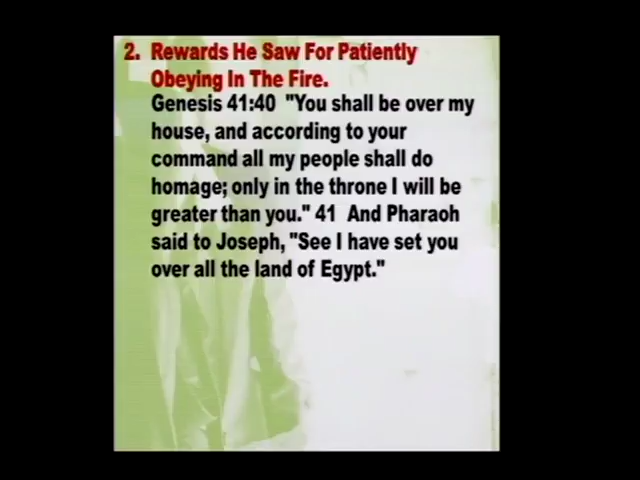 2. Rewards He Saw For Patiently
Obeying In The Fire.
Genesis 41:40 "You shall be over my
house, and according to your
command all my people shall do
homage; only in the throne I will be
greater than you." 41 And Pharaoh
said to Joseph, "See I have set you
over all the land of Egypt."